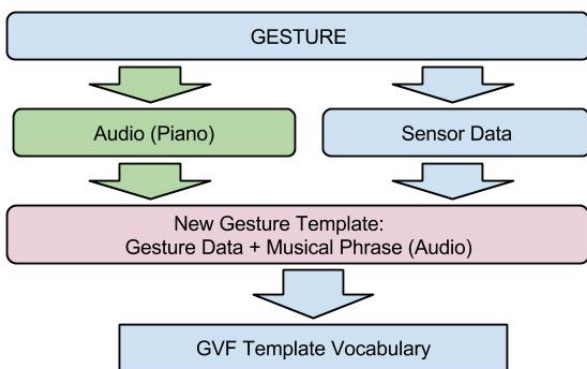 GESTURE
Audio (Piano)
Sensor Data
New Gesture Template:
Gesture Data + Musical Phrase (Audio)
GVF Template Vocabulary